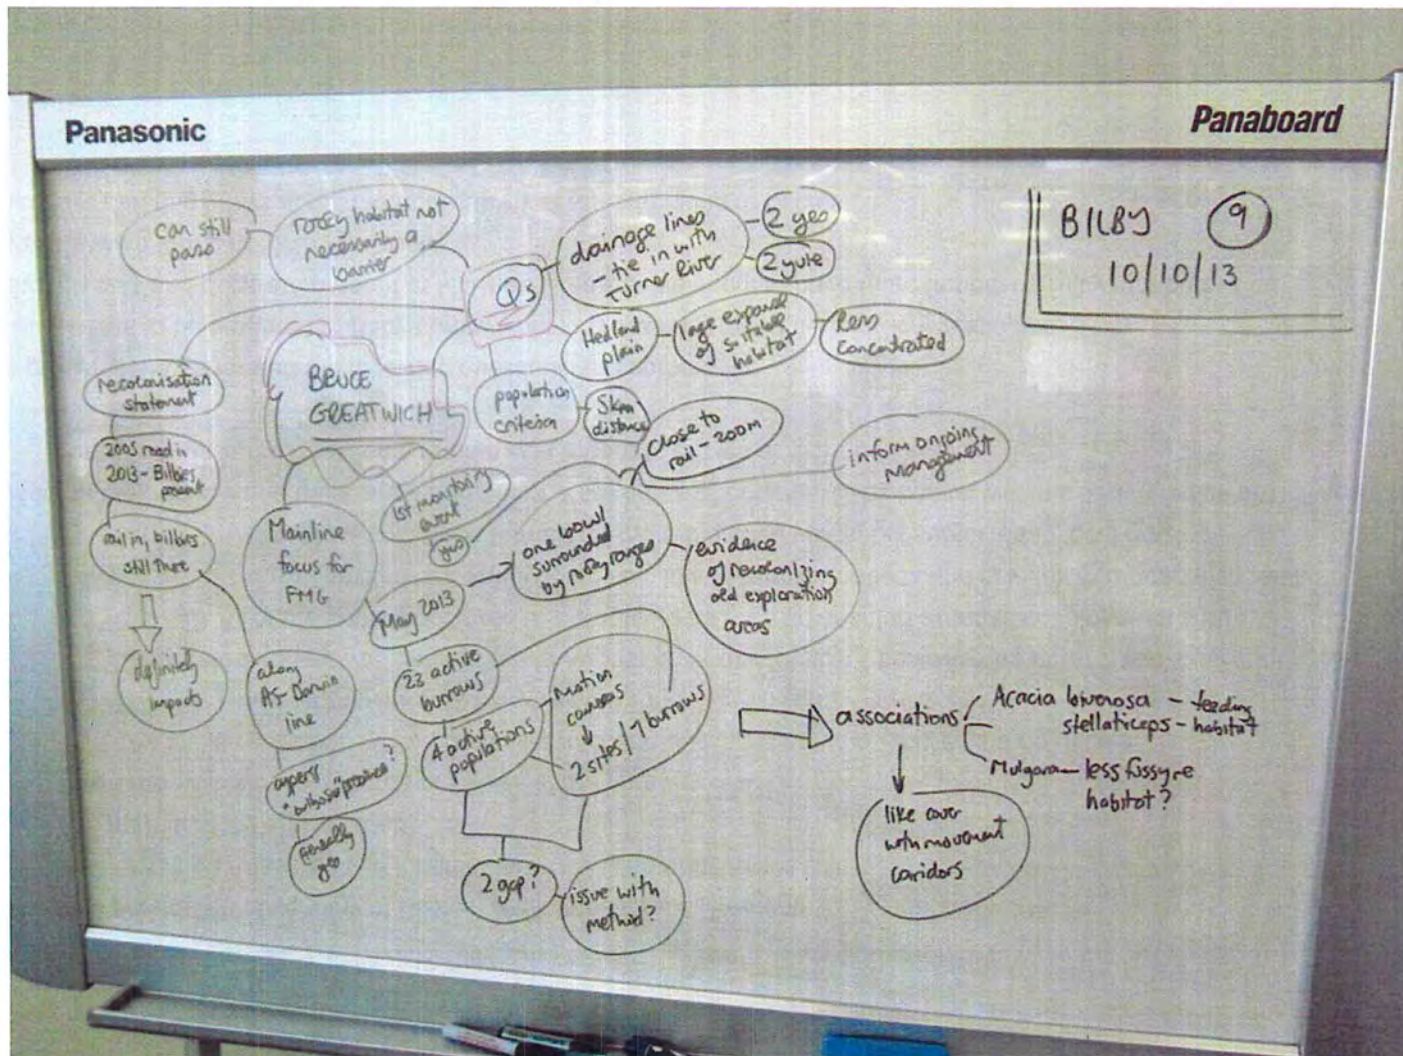 Panasonic
Panaboard
BILBY 9
10/10/13
can still
pass
rocky habitat not
necessarily a
barrier
Qs
drainage lines
- tie in with
Turner River
2 yes
Hedland
plain
large expanse
of suitable
habitat
less
concentrated
population
criteria
5km
distance
close to
rail - 200m
inform ongoing
management
recolonisation
statement
2005 road in
2013 - Bilbies
present
rail in, bilbies
still there
definitely
impacts
along
AS-Darwin
line
generally
yes
BRUCE
GREATWICH
Mainline
focus for
FMG
1st monitoring
event
yes
May 2013
one bowl
surrounded
by rocky ranges
evidence
of recolonizing
old exploration
areas
23 active
burrows
4 active
populations
motion
cameras
2 sites / 7 burrows
2 gap?
issue with
method?
associations
Acacia bivenosa - feeding
stellaticeps - habitat
Mulgara - less
habitat?
like cover
with movement
corridors